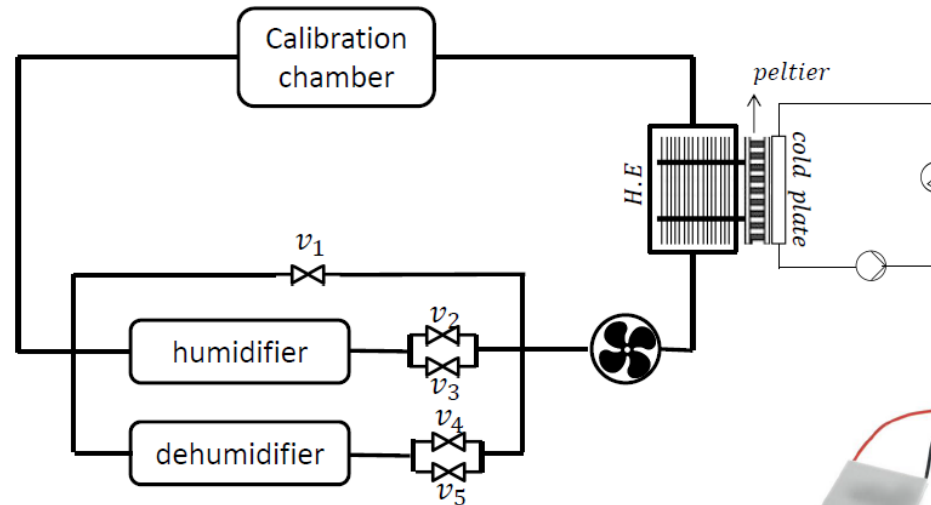 Calibration
chamber
peltier
H.E
cold plate
v₁
humidifier
v₂
v₃
dehumidifier
v₄
v₅